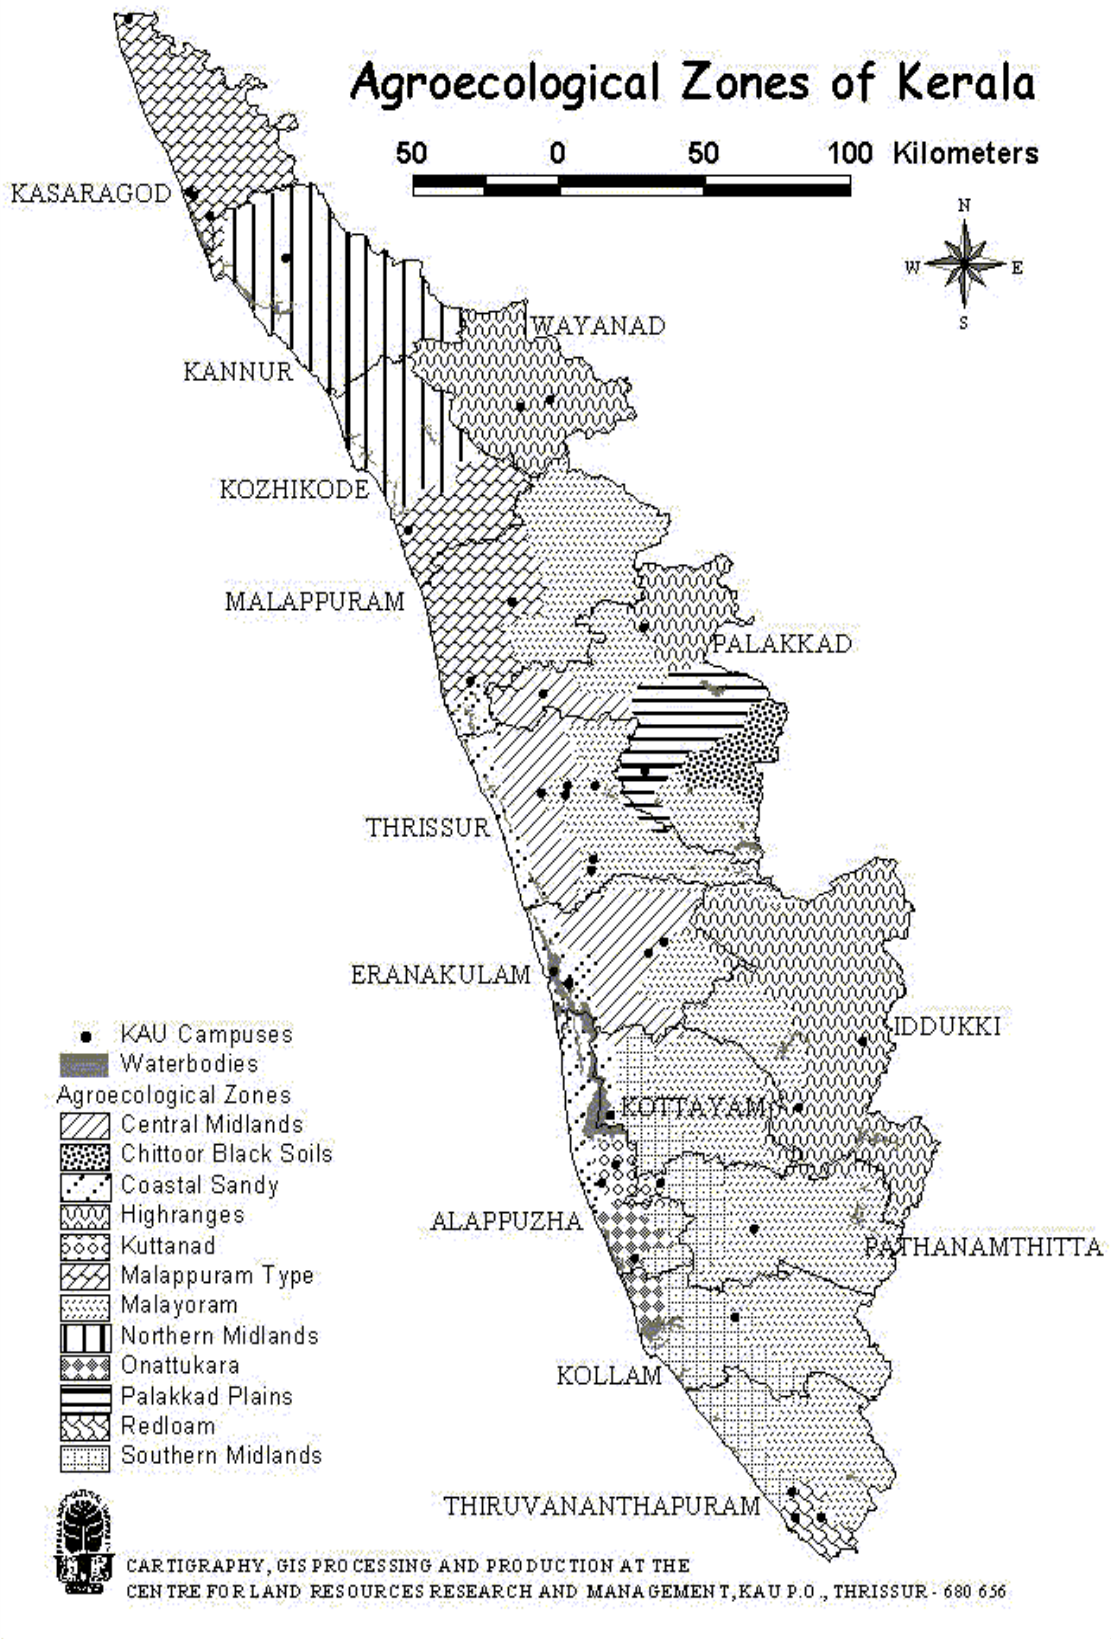 Agroecological Zones of Kerala
50 0 50 100 Kilometers
N
W E
S
KASARAGOD
WAYANAD
KANNUR
KOZHIKODE
MALAPPURAM
PALAKKAD
THRISSUR
ERANAKULAM
IDDUKKI
KOTTAYAM
ALAPPUZHA
PATHANAMTHITTA
KOLLAM
THIRUVANANTHAPURAM
KAU Campuses
Waterbodies
Agroecological Zones
Central Midlands
Chittoor Black Soils
Coastal Sandy
Highranges
Kuttanad
Malappuram Type
Malayoram
Northern Midlands
Onattukara
Palakkad Plains
Redloam
Southern Midlands
CARTIGRAPHY, GIS PROCESSING AND PRODUCTION AT THE
CENTRE FOR LAND RESOURCES RESEARCH AND MANAGEMENT, KAU P.O., THRISSUR - 680 656